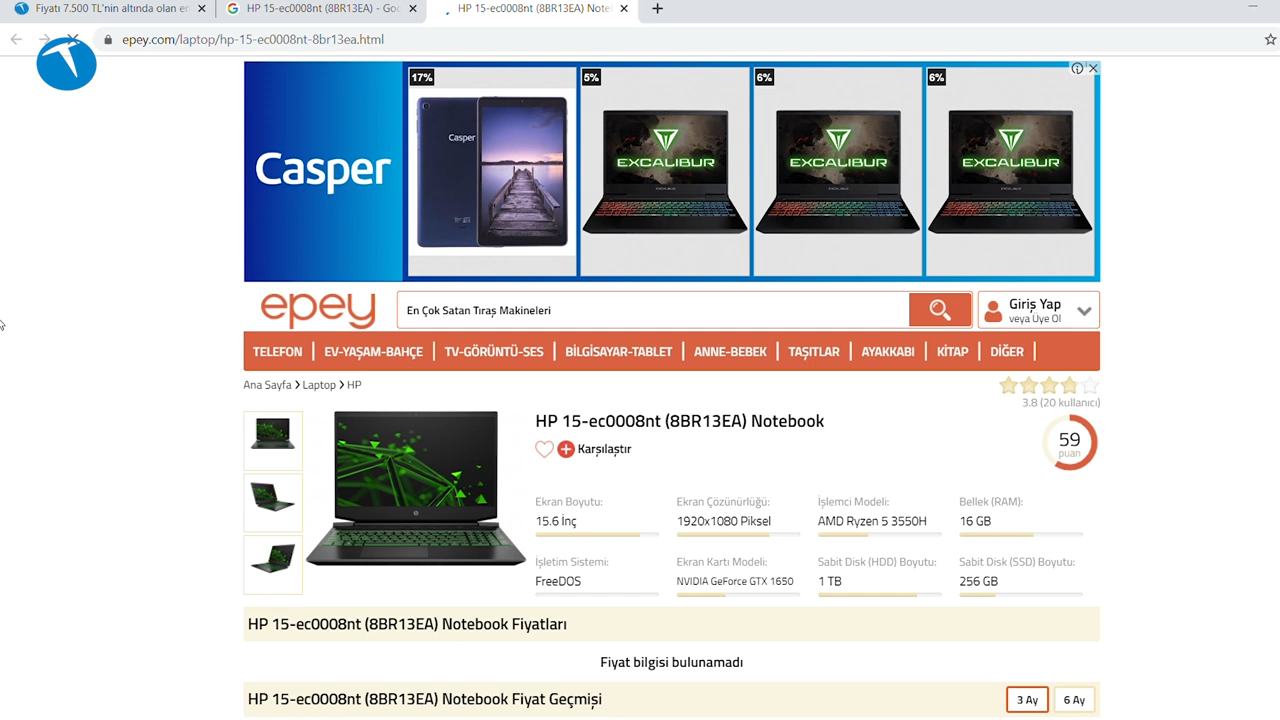 Fiyatı 7.500 TL'nin altında olan en
HP 15-ec0008nt (8BR13EA) - Goo
HP 15-ec0008nt (8BR13EA) Note
epey.com/laptop/hp-15-ec0008nt-8br13ea.html
17%
5%
6%
6%
Casper
Casper
EXCALIBUR
EXCALIBUR
EXCALIBUR
epey
En Çok Satan Tıraş Makineleri
Giriş Yap
veya Üye Ol
TELEFON
EV-YAŞAM-BAHÇE
TV-GÖRÜNTÜ-SES
BİLGİSAYAR-TABLET
ANNE-BEBEK
TAŞITLAR
AYAKKABI
KİTAP
DİĞER
Ana Sayfa Laptop HP
3.8 (20 kullanıcı)
HP 15-ec0008nt (8BR13EA) Notebook
Karşılaştır
59
puan
Ekran Boyutu:
15.6 İnç
Ekran Çözünürlüğü:
1920x1080 Piksel
İşlemci Modeli:
AMD Ryzen 5 3550H
Bellek (RAM):
16 GB
İşletim Sistemi:
FreeDOS
Ekran Kartı Modeli:
NVIDIA GeForce GTX 1650
Sabit Disk (HDD) Boyutu:
1 TB
Sabit Disk (SSD) Boyutu:
256 GB
HP 15-ec0008nt (8BR13EA) Notebook Fiyatları
Fiyat bilgisi bulunamadı
HP 15-ec0008nt (8BR13EA) Notebook Fiyat Geçmişi
3 Ay
6 Ay